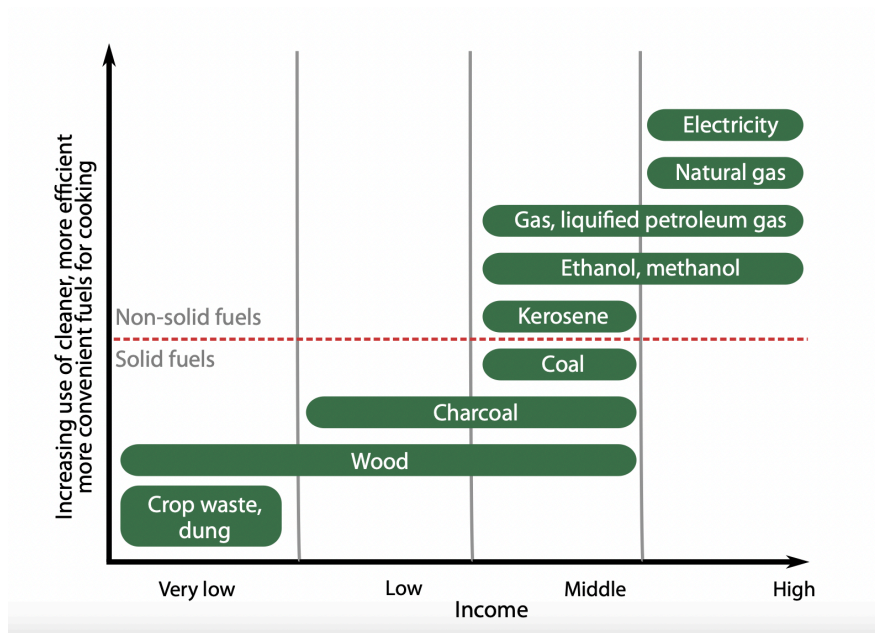 Increasing use of cleaner, more efficient
more convenient fuels for cooking
Electricity
Natural gas
Gas, liquified petroleum gas
Ethanol, methanol
Non-solid fuels
Kerosene
Solid fuels
Coal
Charcoal
Wood
Crop waste,
dung
Very low
Low
Middle
High
Income